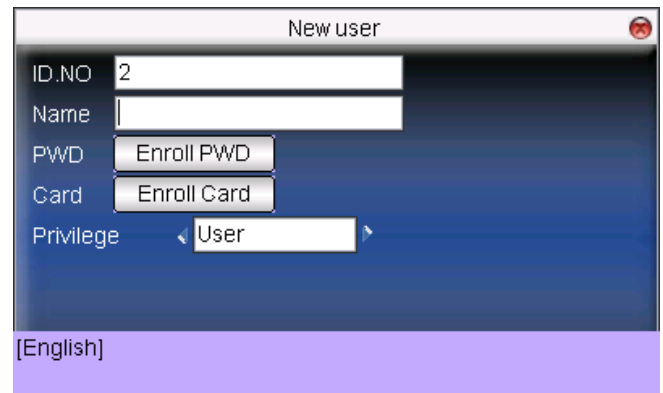 New user
ID.NO 2
Name
PWD Enroll PWD
Card Enroll Card
Privilege User
[English]